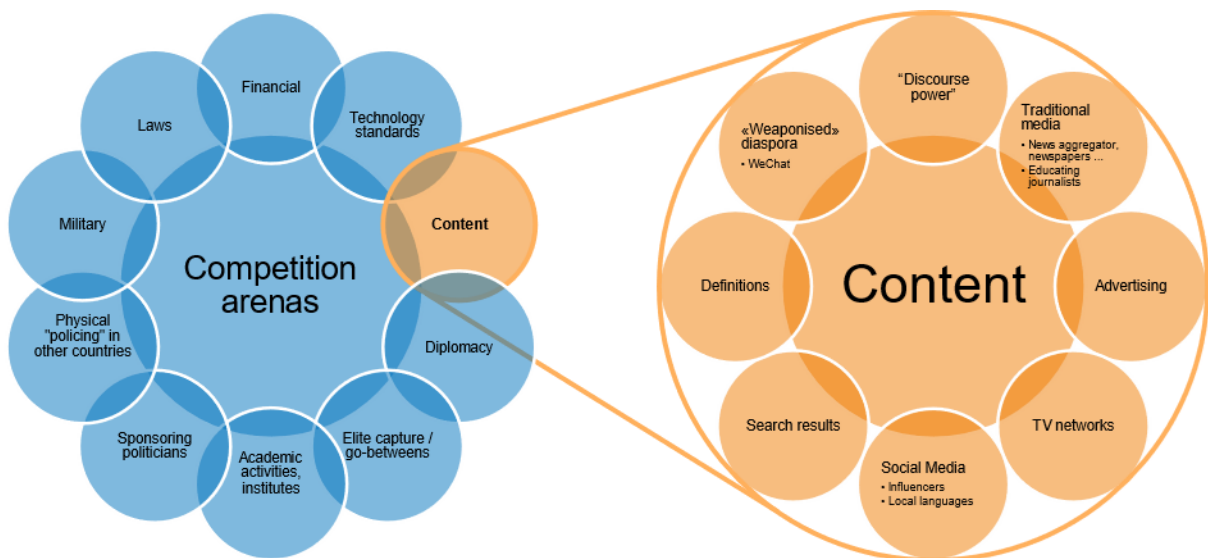 Financial
Technology
standards
Content
Diplomacy
Elite capture /
go-betweens
Academic
activities,
institutes
Sponsoring
politicians
Physical
"policing" in
other countries
Military
Laws
Competition
arenas
“Discourse
power”
Traditional
media
• News aggregator,
newspapers ...
• Educating
journalists
Advertising
TV networks
Social Media
• Influencers
• Local languages
Search results
Definitions
«Weaponised»
diaspora
• WeChat
Content